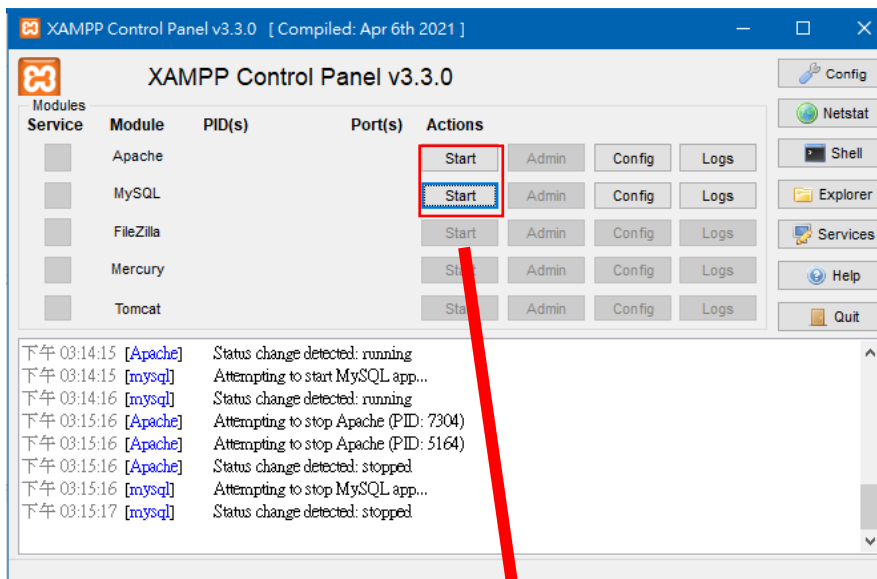 XAMPP Control Panel v3.3.0 [ Compiled: Apr 6th 2021 ]
XAMPP Control Panel v3.3.0
Config
Modules
Service Module PID(s) Port(s) Actions
Netstat
Apache Start Admin Config Logs
Shell
MySQL Start Admin Config Logs
Explorer
FileZilla Start Admin Config Logs
Services
Mercury Start Admin Config Logs
Help
Tomcat Start Admin Config Logs
Quit
下午 03:14:15 [Apache] Status change detected: running
下午 03:14:15 [mysql] Attempting to start MySQL app...
下午 03:14:16 [mysql] Status change detected: running
下午 03:15:16 [Apache] Attempting to stop Apache (PID: 7304)
下午 03:15:16 [Apache] Attempting to stop Apache (PID: 5164)
下午 03:15:16 [Apache] Status change detected: stopped
下午 03:15:16 [mysql] Attempting to stop MySQL app...
下午 03:15:17 [mysql] Status change detected: stopped